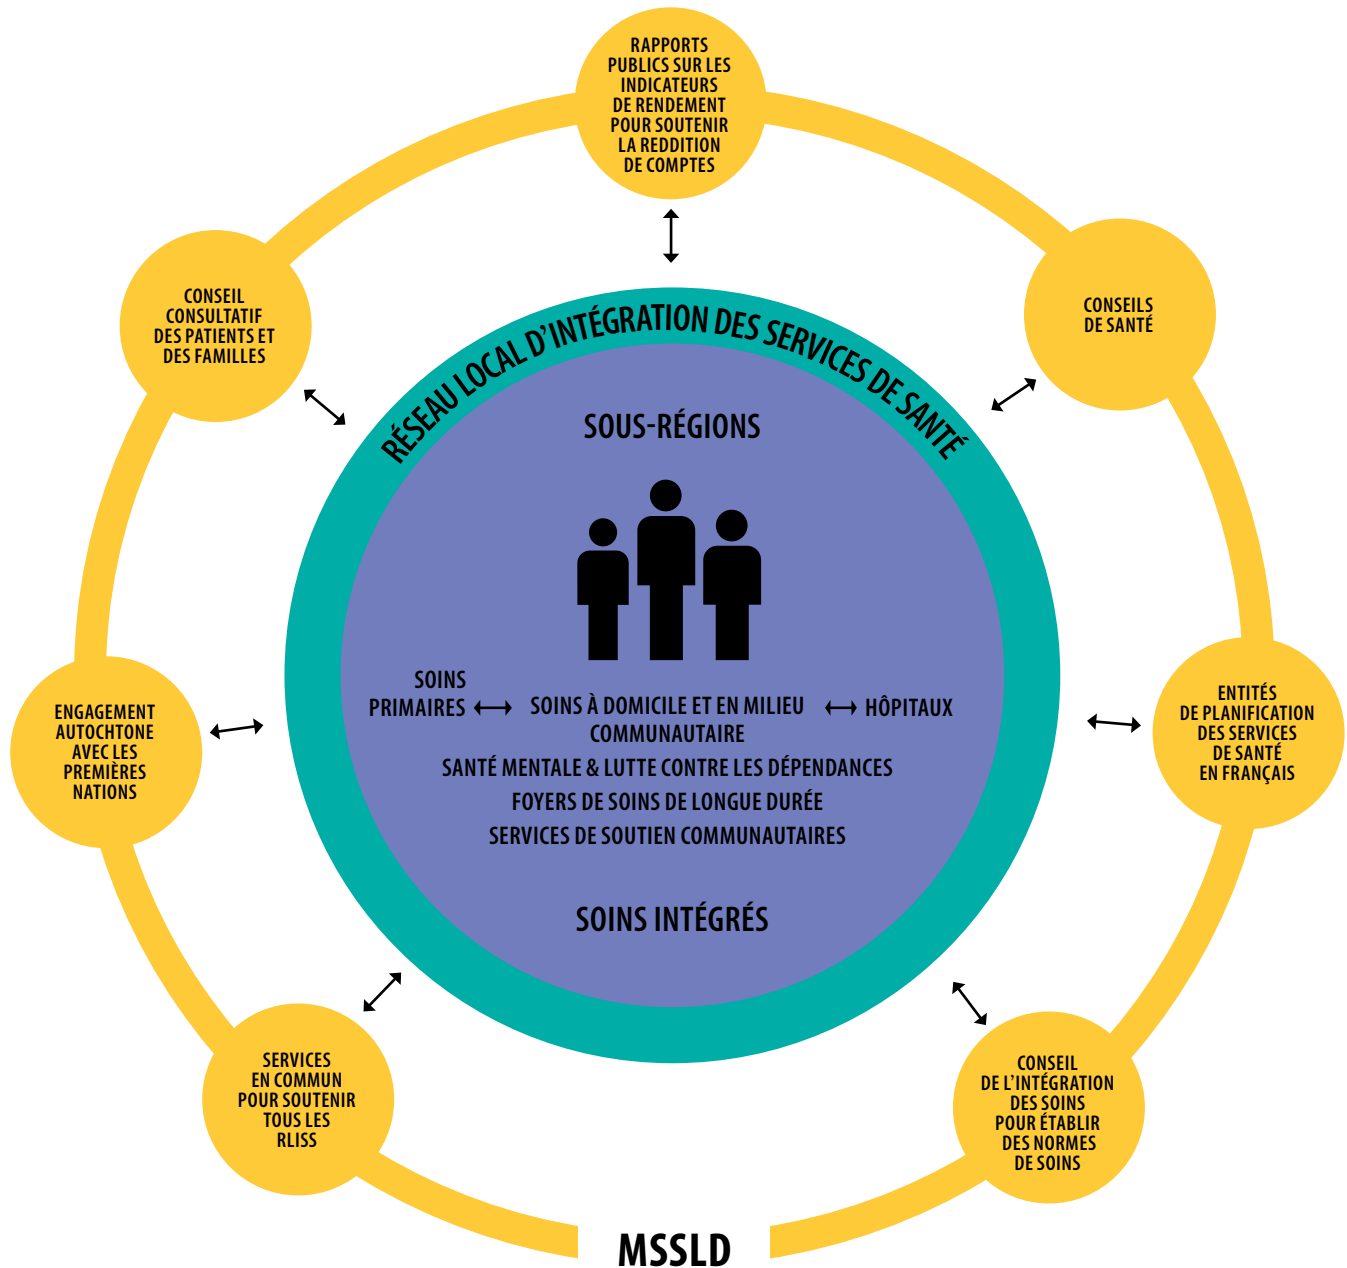 RAPPORTS
PUBLICS SUR LES
INDICATEURS
DE RENDEMENT
POUR SOUTENIR
LA REDDITION
DE COMPTES
CONSEIL
CONSULTATIF
DES PATIENTS ET
DES FAMILLES
CONSEILS
DE SANTÉ
RÉSEAU LOCAL D'INTÉGRATION DES SERVICES DE SANTÉ
SOUS-RÉGIONS
SOINS
PRIMAIRES
SOINS À DOMICILE ET EN MILIEU
COMMUNAUTAIRE
HÔPITAUX
SANTÉ MENTALE & LUTTE CONTRE LES DÉPENDANCES
FOYERS DE SOINS DE LONGUE DURÉE
SERVICES DE SOUTIEN COMMUNAUTAIRES
SOINS INTÉGRÉS
ENGAGEMENT
AUTOCHTONE
AVEC LES
PREMIÈRES
NATIONS
ENTITÉS
DE PLANIFICATION
DES SERVICES
DE SANTÉ
EN FRANÇAIS
SERVICES
EN COMMUN
POUR SOUTENIR
TOUS LES
RLISS
CONSEIL
DE L'INTÉGRATION
DES SOINS
POUR ÉTABLIR
DES NORMES
DE SOINS
MSSLD